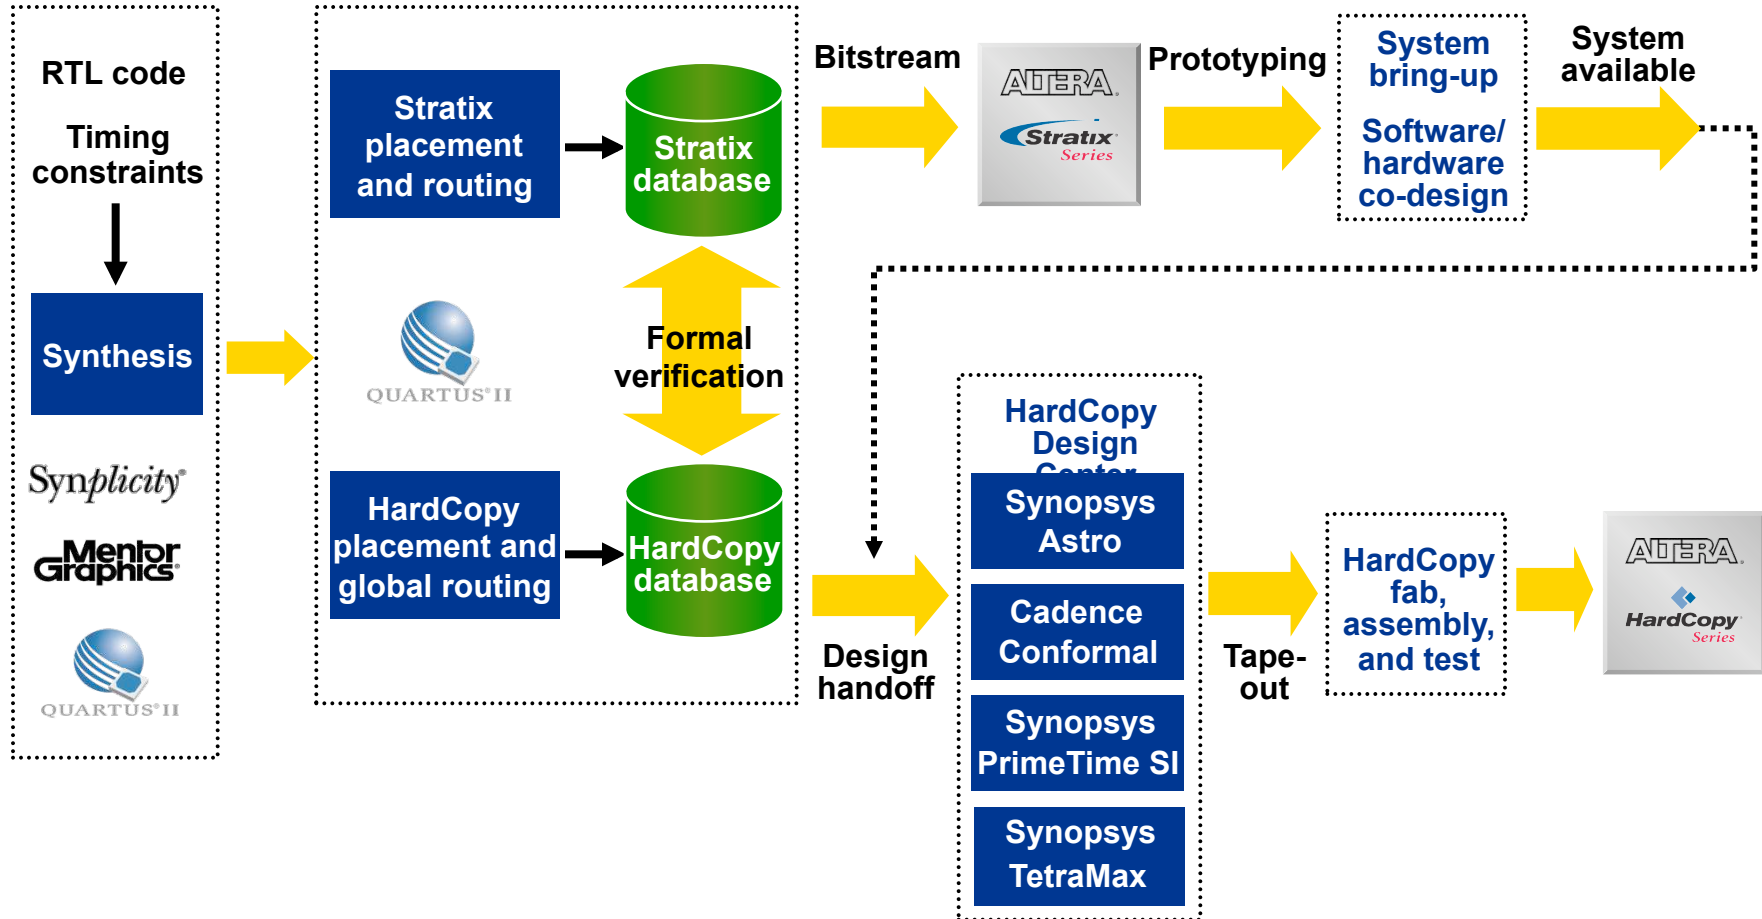 RTL code
Timing
constraints
Synthesis
Synplicity®
Mentor
Graphics®
QUARTUS® II
Stratix
placement
and routing
Stratix
database
QUARTUS® II
Formal
verification
HardCopy
placement and
global routing
HardCopy
database
Bitstream
ALTERA®
Stratix®
Series
Prototyping
System
bring-up
Software/
hardware
co-design
System
available
Design
handoff
HardCopy
Design
Center
Synopsys
Astro
Cadence
Conformal
Synopsys
PrimeTime SI
Synopsys
TetraMax
Tape-
out
HardCopy
fab,
assembly,
and test
ALTERA®
HardCopy
Series